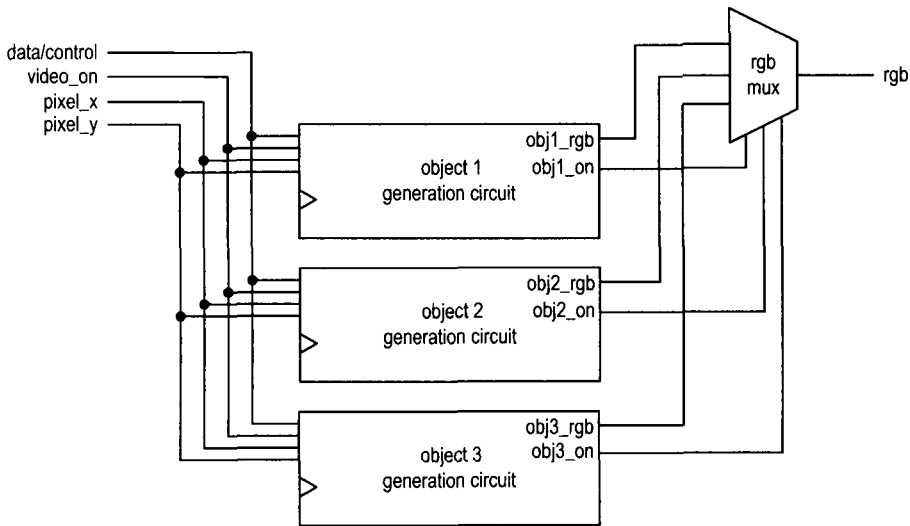 data/control
video_on
pixel_x
pixel_y
object 1
generation circuit
obj1_rgb
obj1_on
object 2
generation circuit
obj2_rgb
obj2_on
object 3
generation circuit
obj3_rgb
obj3_on
rgb
mux
rgb